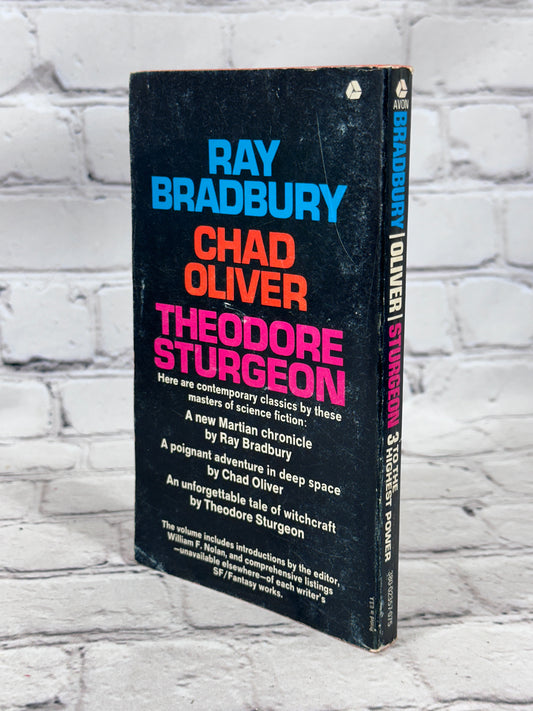 RAY
BRADBURY
CHAD
OLIVER
THEODORE
STURGEON
Here are contemporary classics by these
masters of science fiction:
A new Martian chronicle
by Ray Bradbury
A poignant adventure in deep space
by Chad Oliver
An unforgettable tale of witchcraft
by Theodore Sturgeon
The volume includes introductions by the editor,
William F. Nolan, and comprehensive listings
—unavailable elsewhere—of each writer's
SF/Fantasy works.
Printed in U.S.A.
AVON
BRADBURY | OLIVER | STURGEON
3 TO THE
HIGHEST POWER